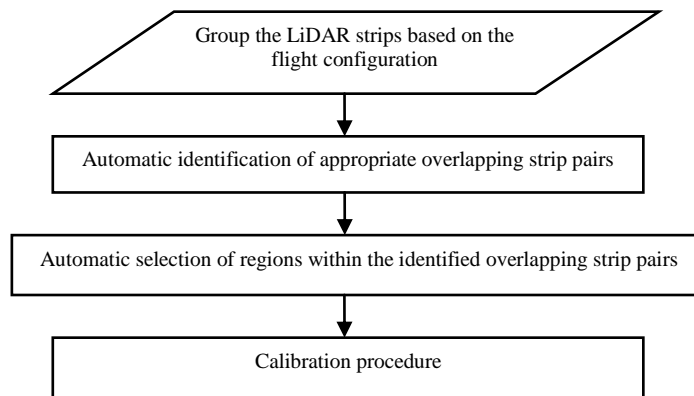 Group the LiDAR strips based on the
flight configuration
Automatic identification of appropriate overlapping strip pairs
Automatic selection of regions within the identified overlapping strip pairs
Calibration procedure